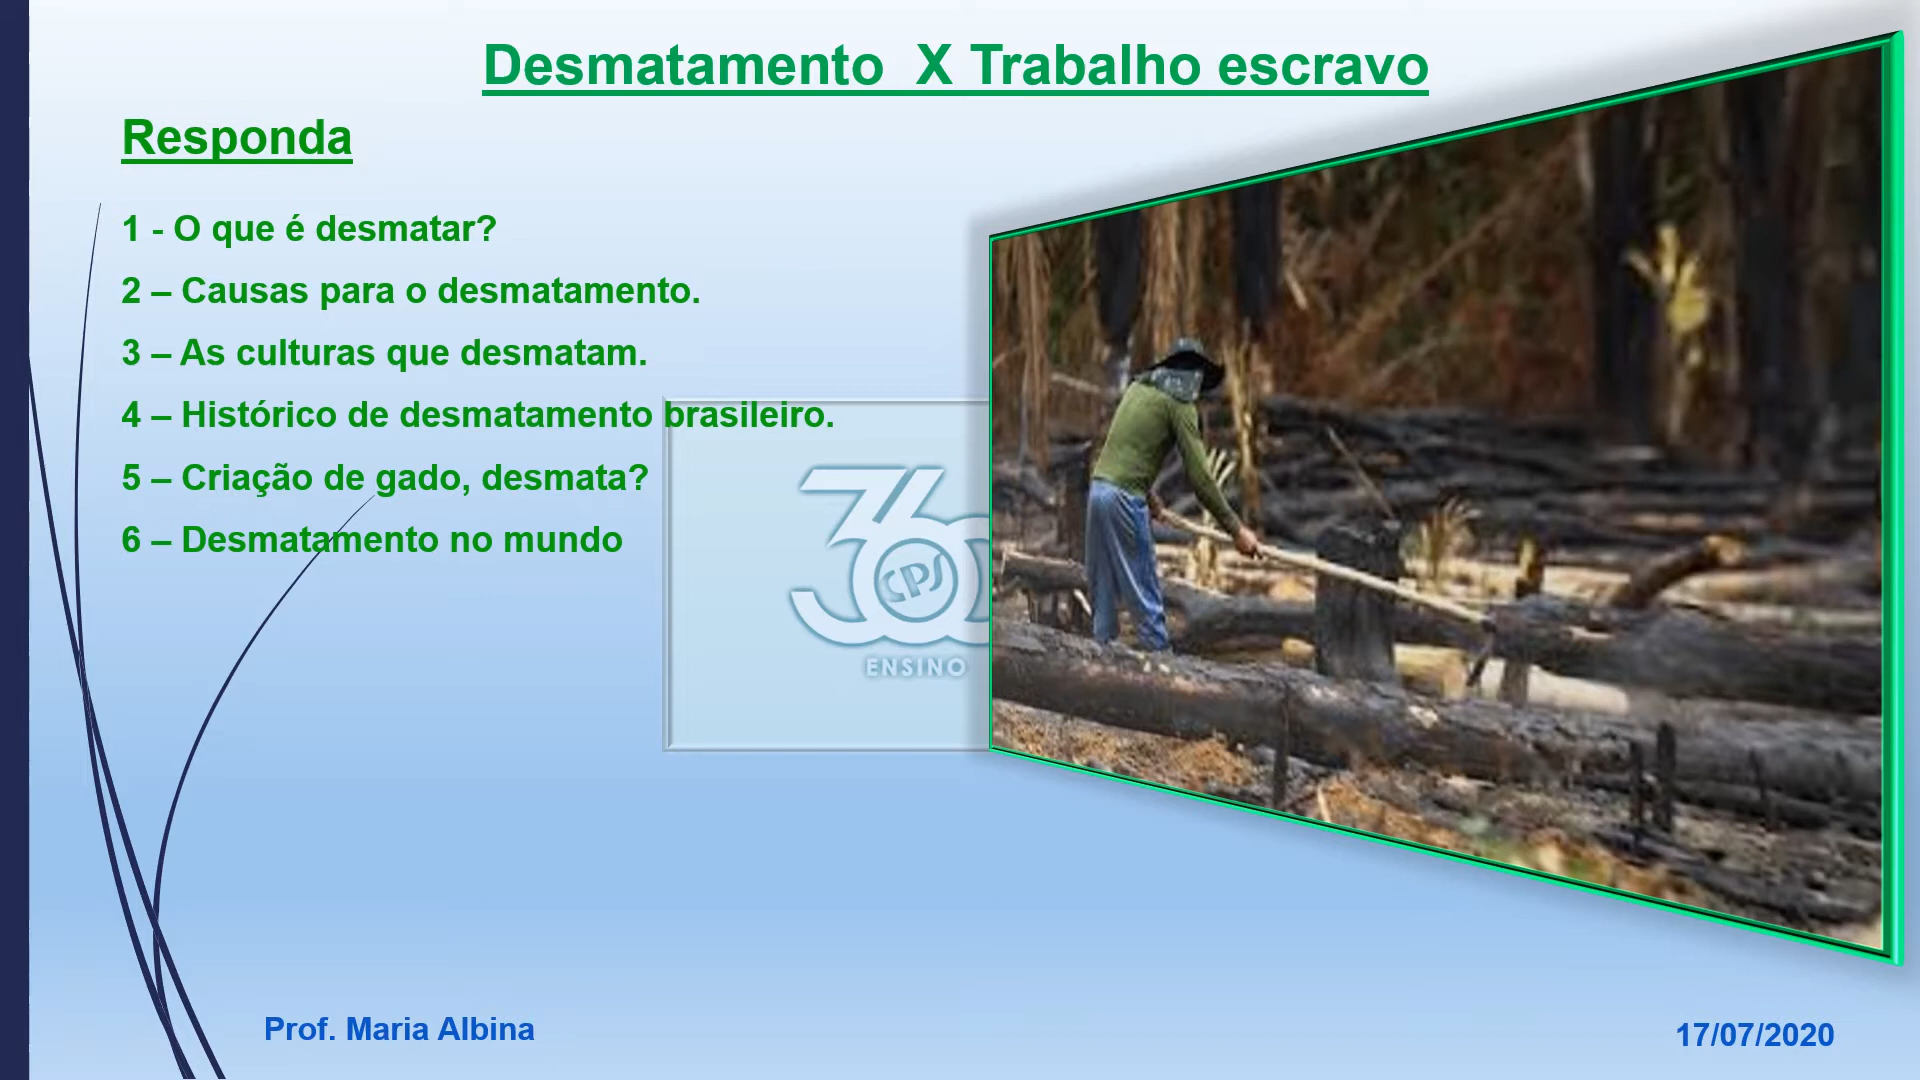 Desmatamento X Trabalho escravo
Responda
1 - O que é desmatar?
2 – Causas para o desmatamento.
3 – As culturas que desmatam.
4 – Histórico de desmatamento brasileiro.
5 – Criação de gado, desmata?
6 – Desmatamento no mundo
360
CPS
ENSINO
Prof. Maria Albina
17/07/2020